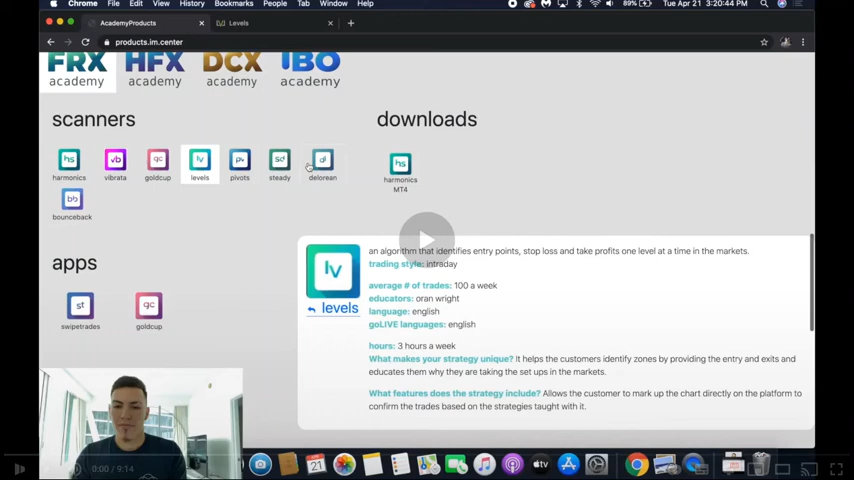 Chrome File Edit View History Bookmarks People Tab Window Help
89% Tue Apr 21 3:20:44 PM
AcademyProducts
Levels
products.im.center
FRX academy
HFX academy
DCX academy
IBO academy
scanners
downloads
hs harmonics
vb vibrata
gc goldcup
lv levels
pv pivots
sd steady
dl delorean
hs harmonics MT4
bb bounceback
apps
st swipetrades
gc goldcup
lv
levels
an algorithm that identifies entry points, stop loss and take profits one level at a time in the markets.
trading style: intraday
average # of trades: 100 a week
educators: oran wright
language: english
goLIVE languages: english
hours: 3 hours a week
What makes your strategy unique? It helps the customers identify zones by providing the entry and exits and
educates them why they are taking the set ups in the markets.
What features does the strategy include? Allows the customer to mark up the chart directly on the platform to
confirm the trades based on the strategies taught with it.
0:00 / 9:14
APR 21
tv